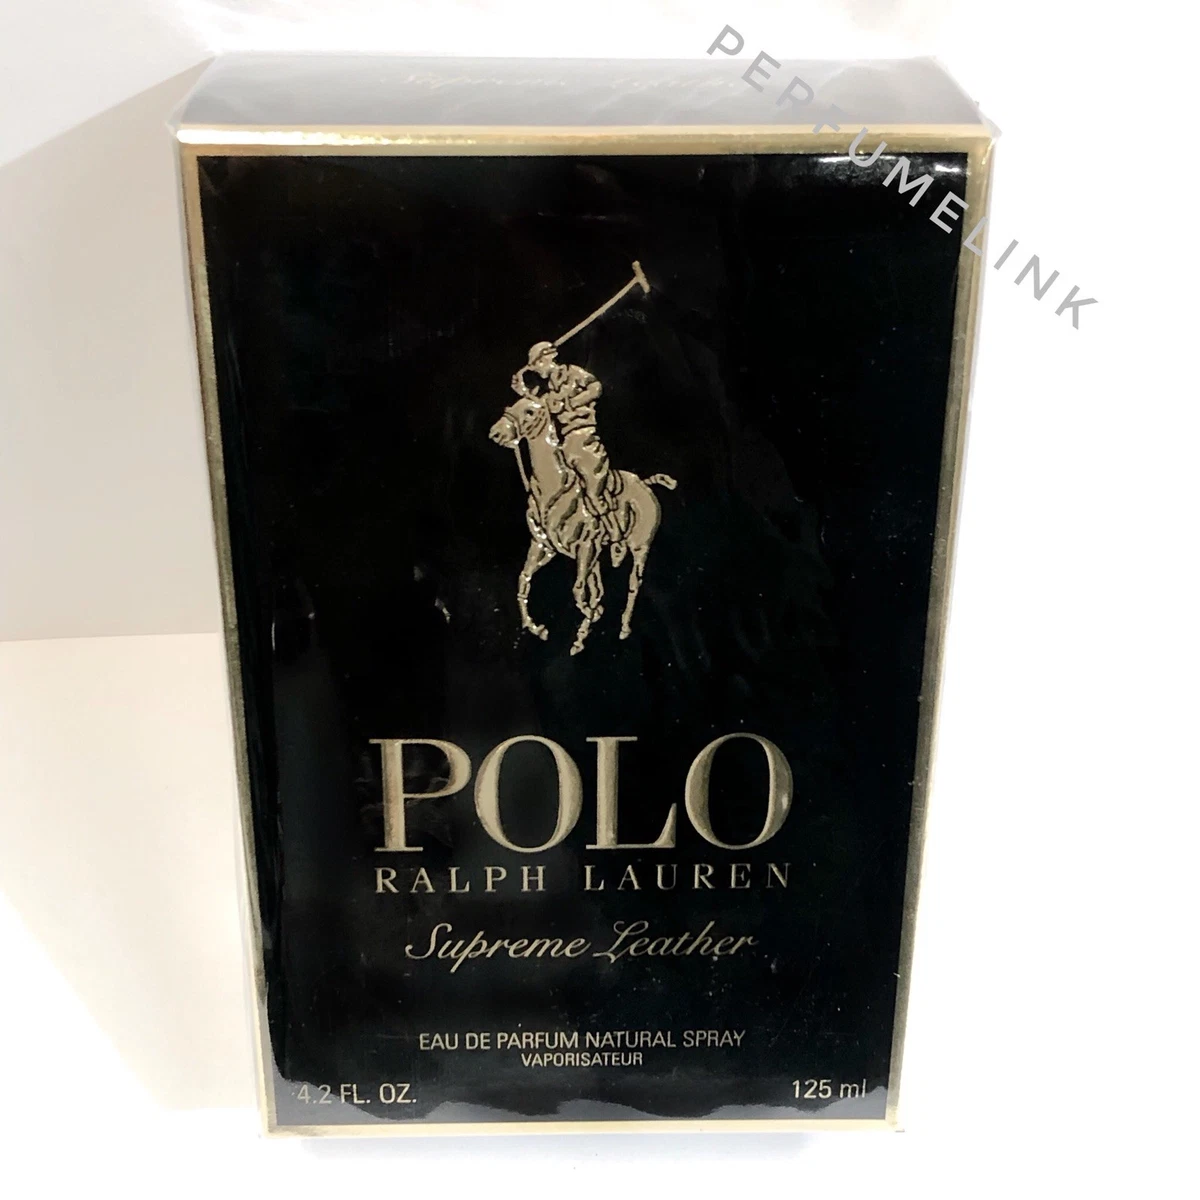 PERFUMELINK
POLO
RALPH LAUREN
Supreme Leather
EAU DE PARFUM NATURAL SPRAY
VAPORISATEUR
4.2 FL. OZ.
125 ml